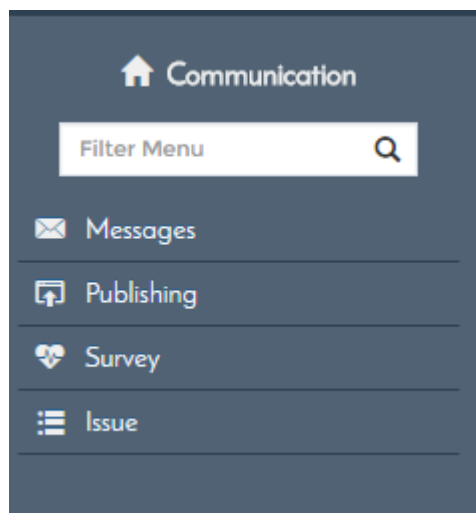 Communication
Filter Menu
Messages
Publishing
Survey
Issue